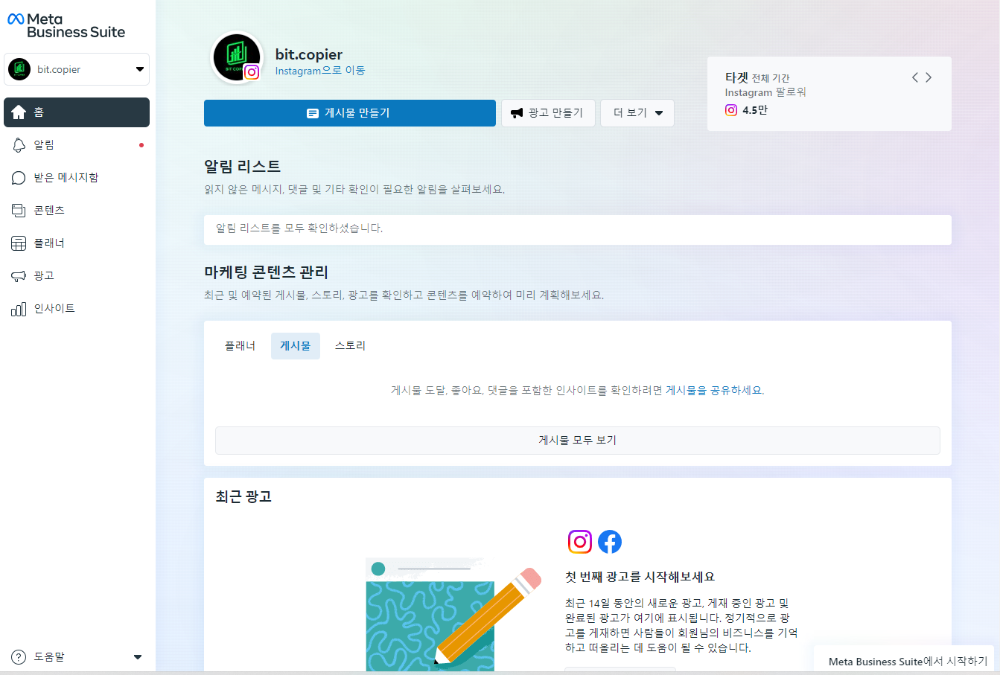 Meta
Business Suite
bit.copier
홈
알림
받은 메시지함
콘텐츠
플래너
광고
인사이트
도움말
bit.copier
Instagram으로 이동
게시물 만들기
광고 만들기
더 보기
타겟 전체 기간
Instagram 팔로워
4.5만
알림 리스트
읽지 않은 메시지, 댓글 및 기타 확인이 필요한 알림을 살펴보세요.
알림 리스트를 모두 확인하셨습니다.
마케팅 콘텐츠 관리
최근 및 예약된 게시물, 스토리, 광고를 확인하고 콘텐츠를 예약하여 미리 계획해보세요.
플래너
게시물
스토리
게시물 도달, 좋아요, 댓글을 포함한 인사이트를 확인하려면 게시물을 공유하세요.
게시물 모두 보기
최근 광고
첫 번째 광고를 시작해보세요
최근 14일 동안의 새로운 광고, 게재 중인 광고 및
완료된 광고가 여기에 표시됩니다. 정기적으로 광
고를 게재하면 사람들이 회원님의 비즈니스를 기억
하고 떠올리는 데 도움이 될 수 있습니다.
Meta Business Suite에서 시작하기